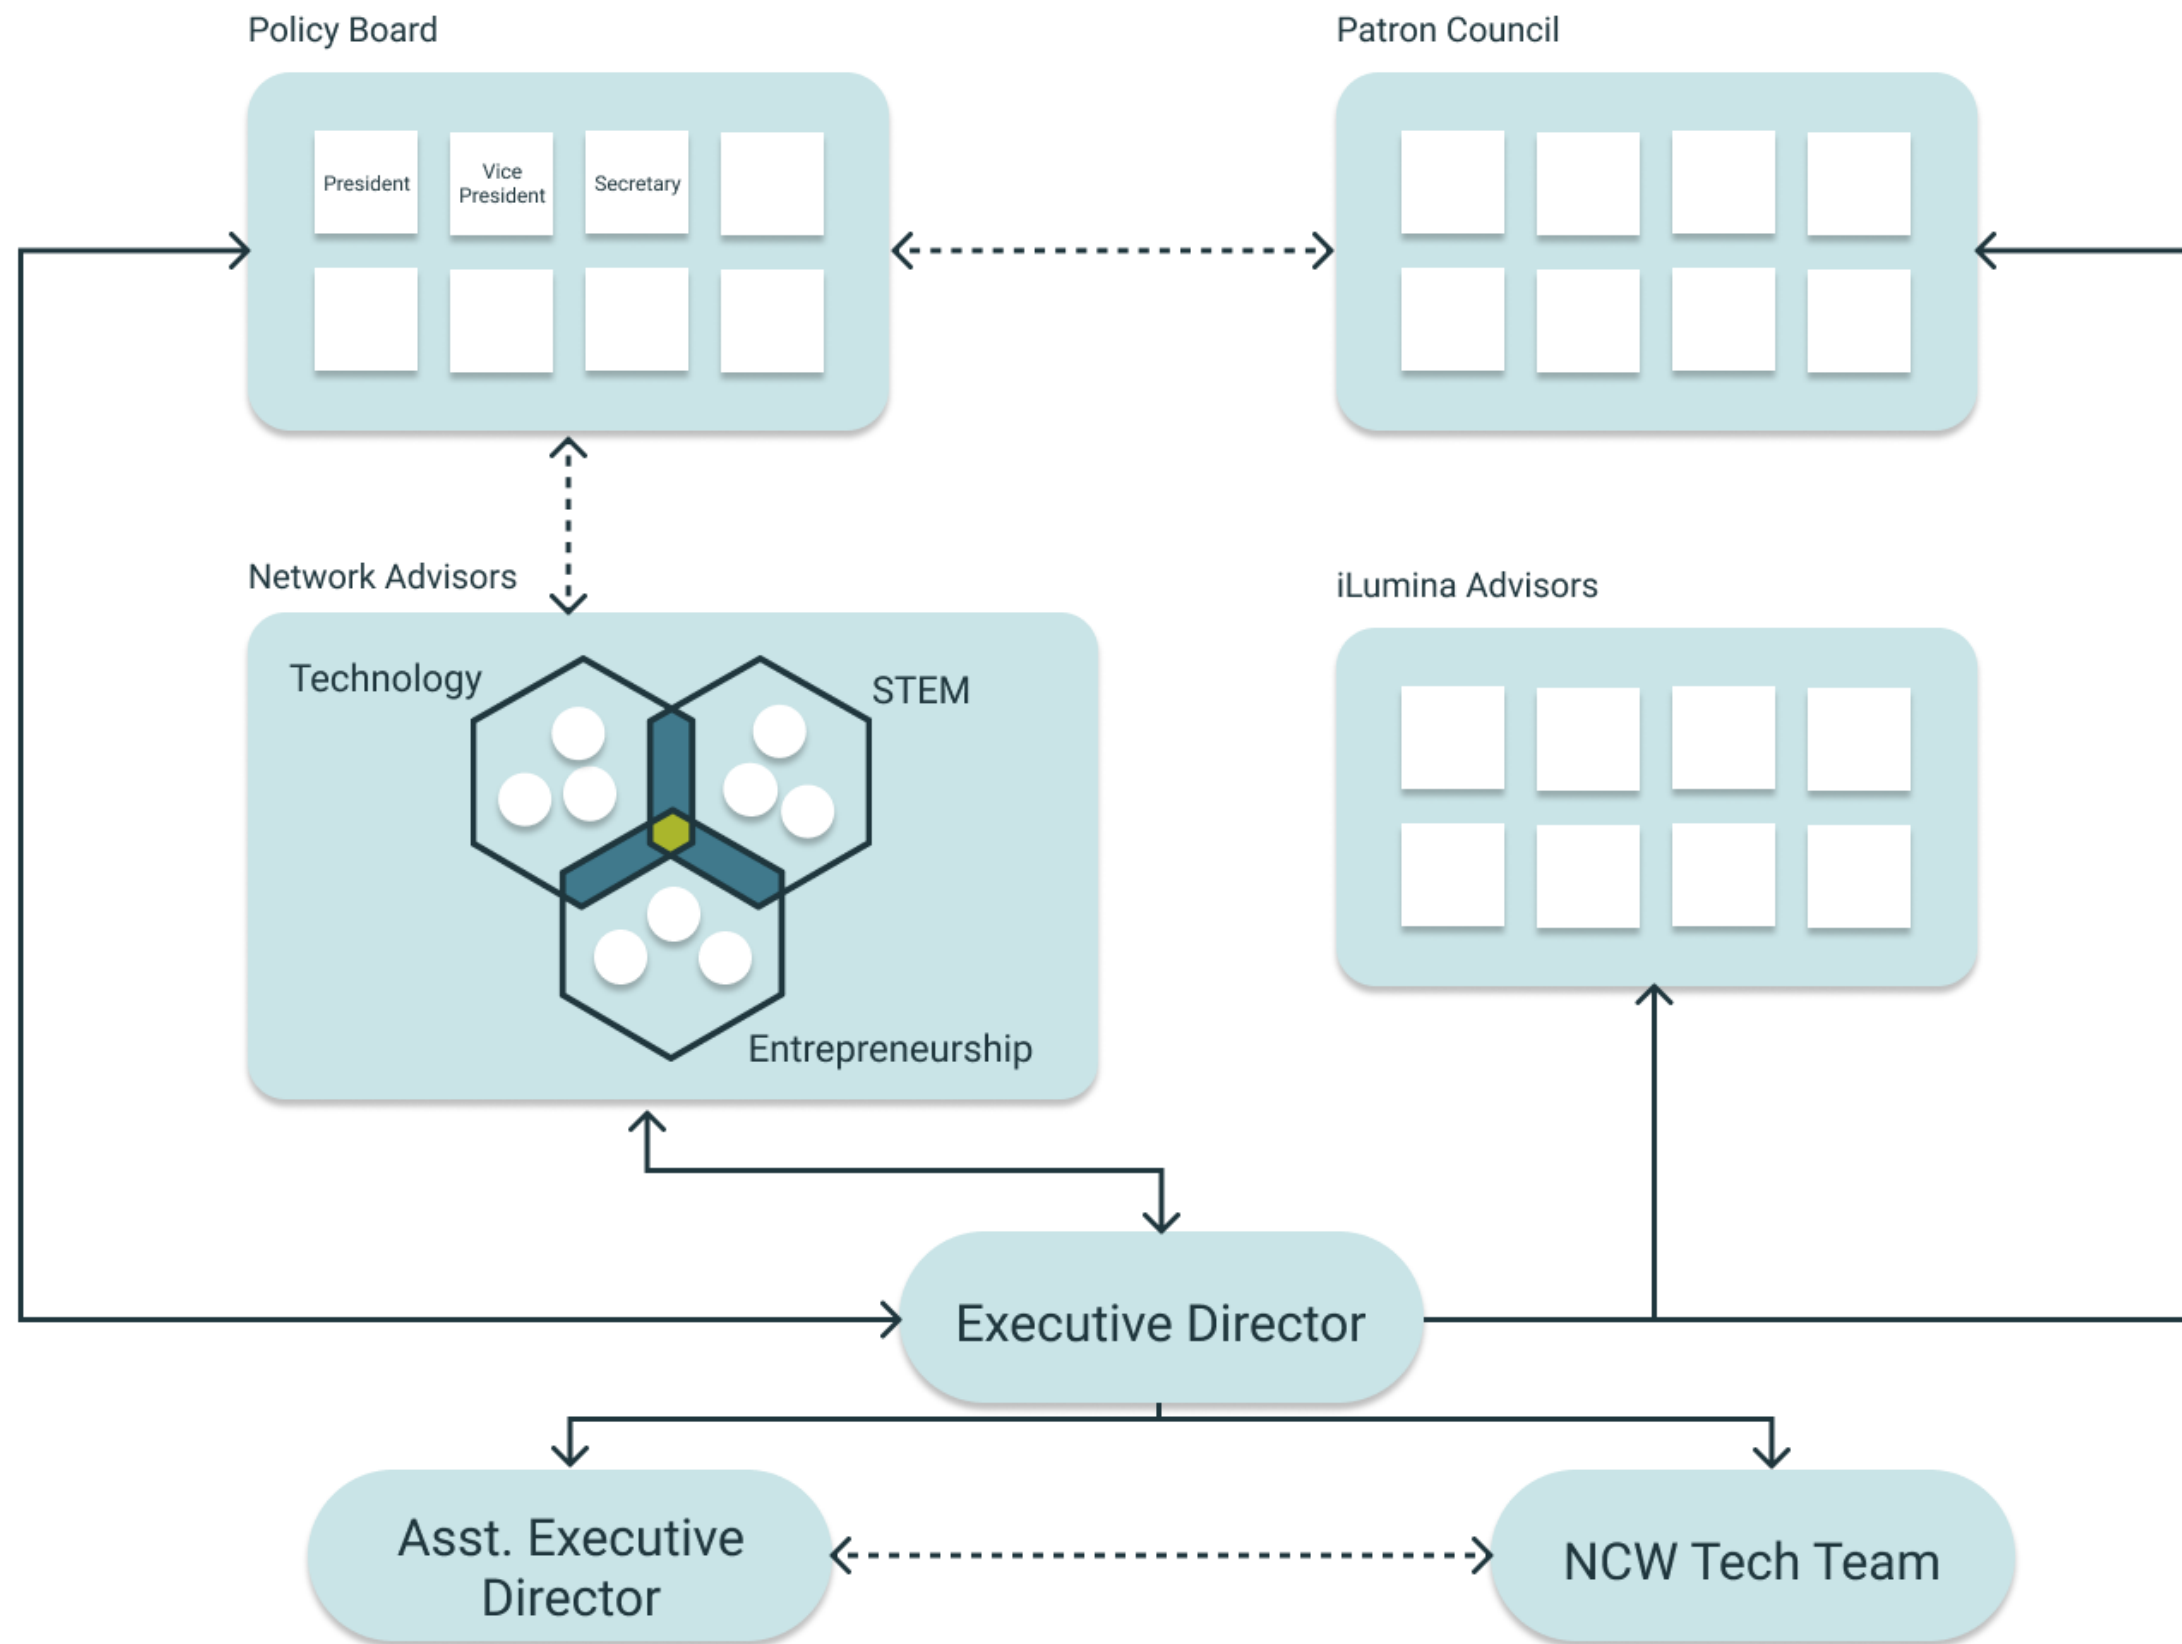 Policy Board
Patron Council
President
Vice
President
Secretary
Network Advisors
iLumina Advisors
Technology
STEM
Entrepreneurship
Executive Director
Asst. Executive
Director
NCW Tech Team